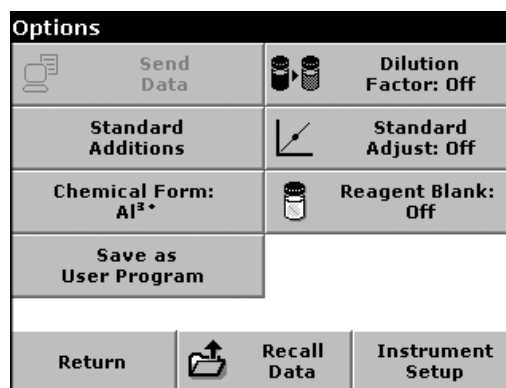 Options
Send
Data
Dilution
Factor: Off
Standard
Additions
Standard
Adjust: Off
Chemical Form:
Al³⁺
Reagent Blank:
Off
Save as
User Program
Return
Recall
Data
Instrument
Setup